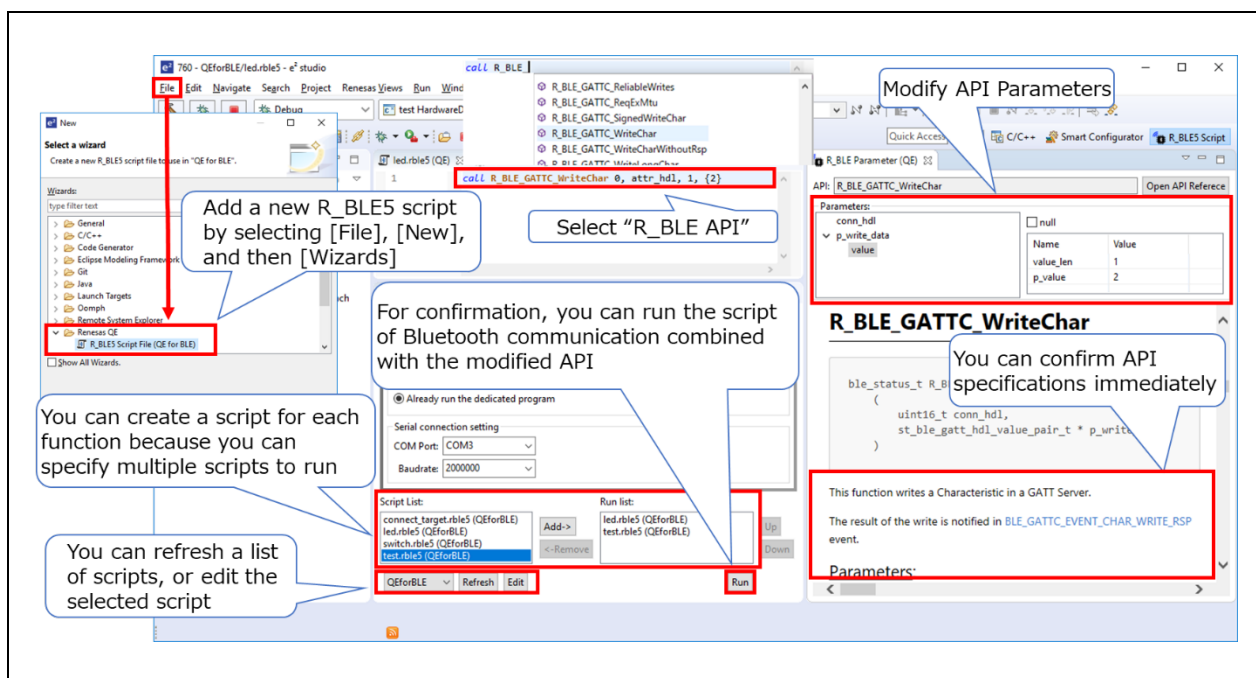 760 - QEforBLE/led.rble5 - e² studio
File Edit Navigate Search Project Renesas Views Run
call R_BLE_
R_BLE_GATTC_ReliableWrites
R_BLE_GATTC_ReqExMtu
R_BLE_GATTC_SignedWriteChar
R_BLE_GATTC_WriteChar
R_BLE_GATTC_WriteCharWithoutRsp
R_BLE_GATTC_WriteLongChar
Debug
test HardwareD
Quick Access
C/C++
Smart Configurator
R_BLE5 Script
Modify API Parameters
New
Select a wizard
Create a new R_BLE5 script file to use in "QE for BLE".
Wizards:
type filter text
General
C/C++
Code Generator
Eclipse Modeling Framework
Git
Java
Launch Targets
Oomph
Remote System Explorer
Renesas QE
R_BLE5 Script File (QE for BLE)
Show All Wizards.
Add a new R_BLE5 script
by selecting [File], [New],
and then [Wizards]
led.rble5 (QE)
1 call R_BLE_GATTC_WriteChar 0, attr_hdl, 1, {2}
Select “R_BLE API”
For confirmation, you can run the script
of Bluetooth communication combined
with the modified API
You can create a script for each
function because you can
specify multiple scripts to run
You can refresh a list
of scripts, or edit the
selected script
Already run the dedicated program
Serial connection setting
COM Port: COM3
Baudrate: 2000000
Script List:
connect_target.rble5 (QEforBLE)
led.rble5 (QEforBLE)
switch.rble5 (QEforBLE)
test.rble5 (QEforBLE)
Add->
<-Remove
Run list:
led.rble5 (QEforBLE)
test.rble5 (QEforBLE)
Up
Down
QEforBLE Refresh Edit Run
R_BLE Parameter (QE)
API: R_BLE_GATTC_WriteChar Open API Referece
Parameters:
conn_hdl
p_write_data
value
null
Name Value
value_len 1
p_value 2
R_BLE_GATTC_WriteChar
You can confirm API
specifications immediately
ble_status_t
(
uint16_t conn_hdl,
st_ble_gatt_hdl_value_pair_t *
)
This function writes a Characteristic in a GATT Server.
The result of the write is notified in BLE_GATTC_EVENT_CHAR_WRITE_RSP
event.
Parameters: